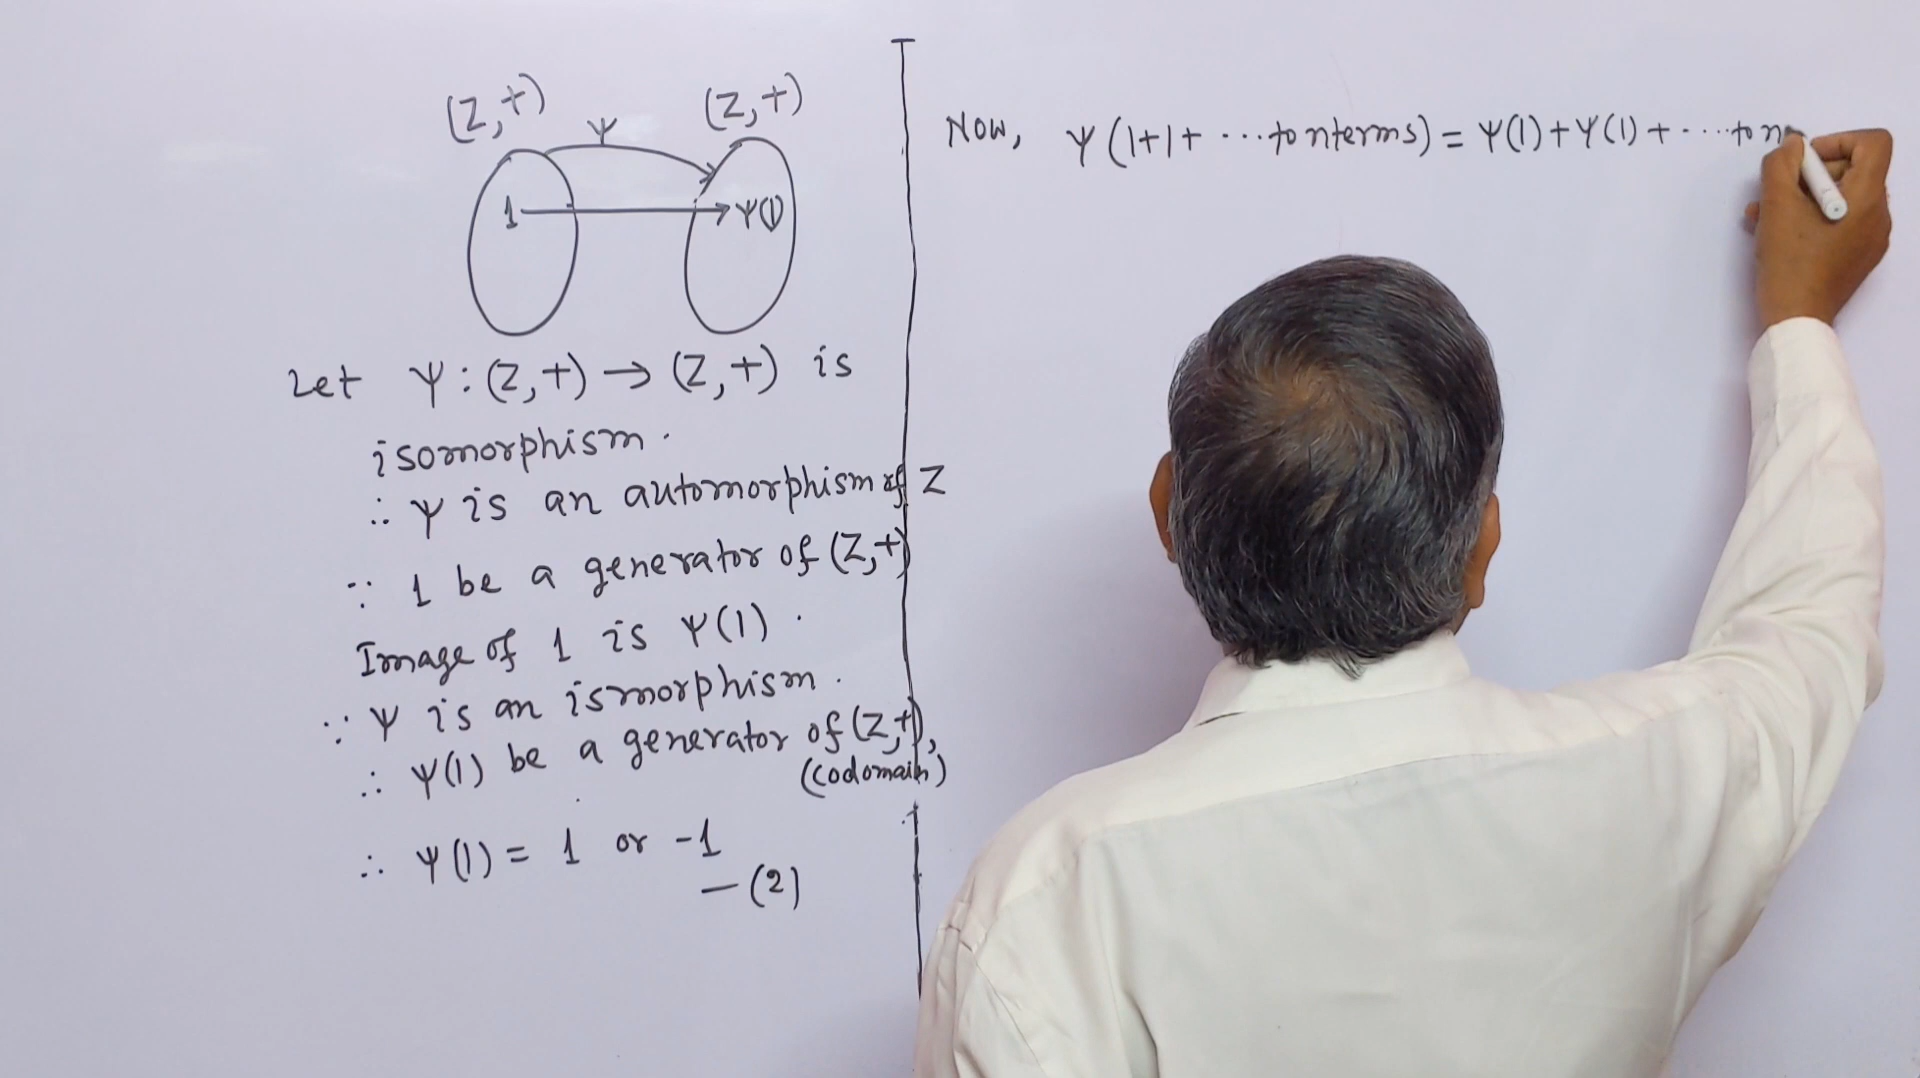 (Z,+) (Z,+)
ψ
1 ψ(1)
Let ψ : (Z,+) → (Z,+) is
isomorphism.
∴ ψ is an automorphism of Z
∵ 1 be a generator of (Z,+)
Image of 1 is ψ(1).
∵ ψ is an ismorphism.
∴ ψ(1) be a generator of (Z,+),
(codomain)
∴ ψ(1) = 1 or -1
— (2)
Now, ψ(1+1+ ... to n terms) = ψ(1)+ψ(1)+ ....to n